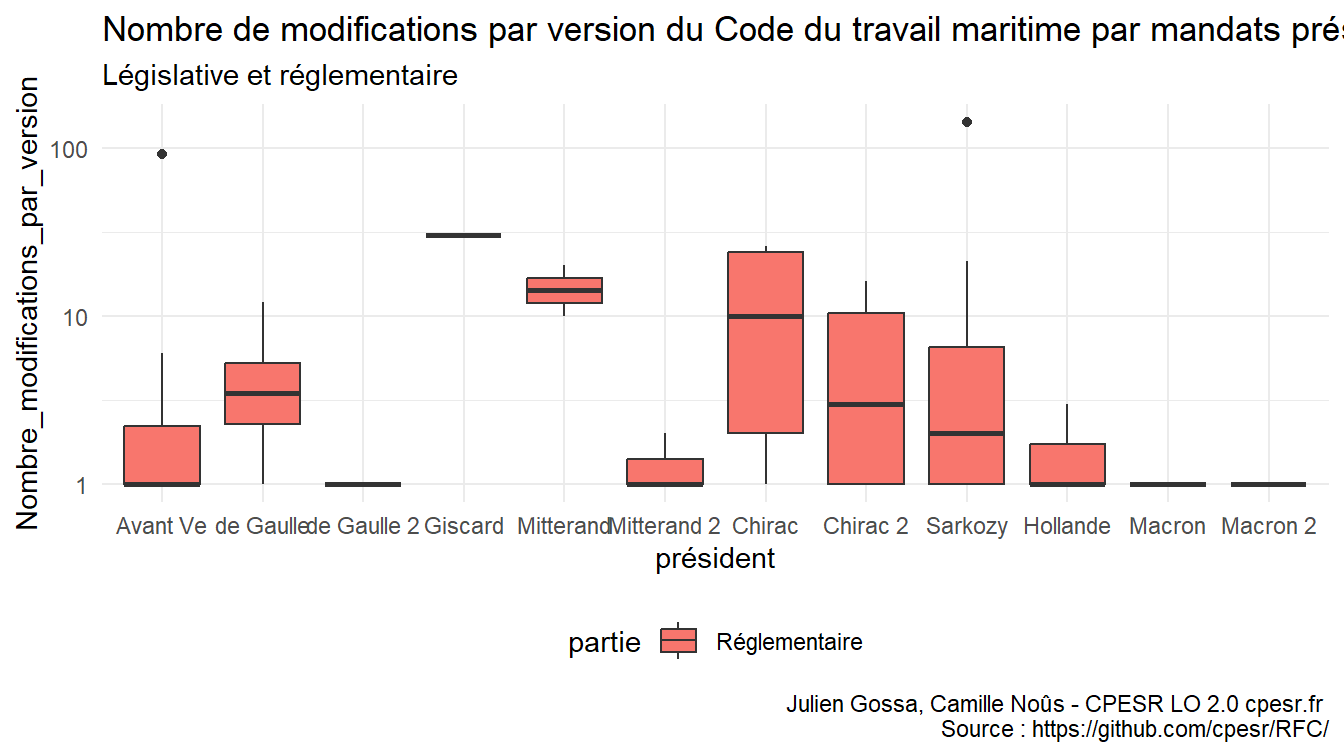 Nombre de modifications par version du Code du travail maritime par mandats prés
Législative et réglementaire
Nombre_modifications_par_version
100
10
1
Avant Ve de Gaulle de Gaulle 2 Giscard Mitterand Mitterand 2 Chirac Chirac 2 Sarkozy Hollande Macron Macron 2
président
partie Réglementaire
Julien Gossa, Camille Noûs - CPESR LO 2.0 cpesr.fr
Source : https://github.com/cpesr/RFC/